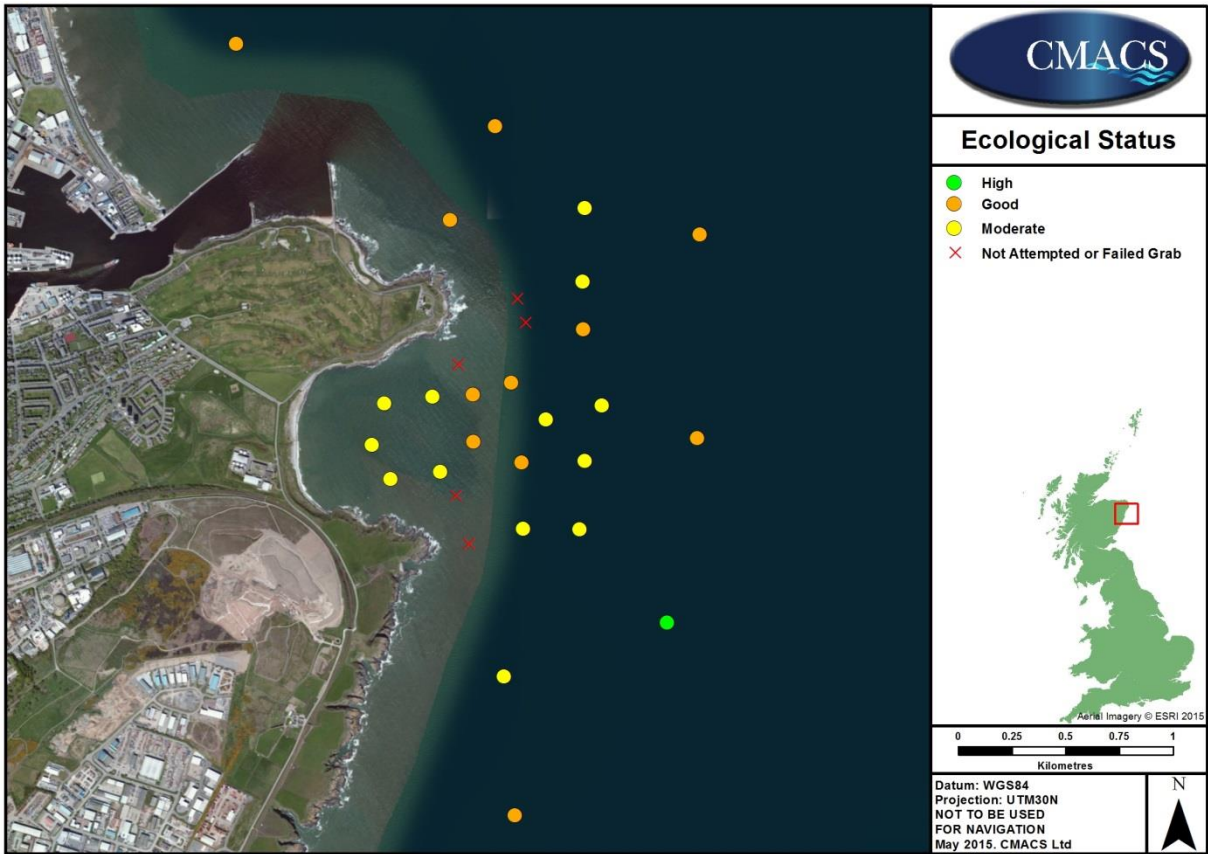 CMACS
Ecological Status
High
Good
Moderate
Not Attempted or Failed Grab
Aerial Imagery © ESRI 2015
0 0.25 0.5 0.75 1
Kilometres
Datum: WGS84
Projection: UTM30N
NOT TO BE USED
FOR NAVIGATION
May 2015. CMACS Ltd
N